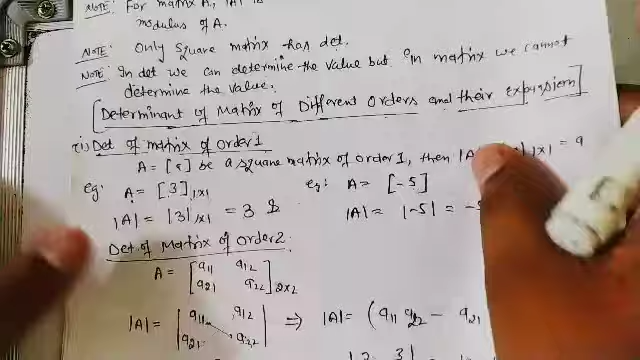 NOTE: For matrix A, |A| is
modulus of A.
NOTE: Only Square matrix has det.
NOTE: In det we can determine the value but in matrix we cannot
determine the value.
Determinant of Matrix of Different Orders and their expansion
(i) Det of matrix of order 1
A = [a] be a square matrix of order 1, then |A| 1x1 = a
eg: A = [3]1x1 eg: A = [-5]
|A| = |3|1x1 = 3 |A| = |-5| = -5
Det. of Matrix of order 2.
A = [a11 a12
a21 a22]2x2
|A| = |a11 a12 ⇒ |A| = (a11 a22 - a21
a21 a22|
|2 3|